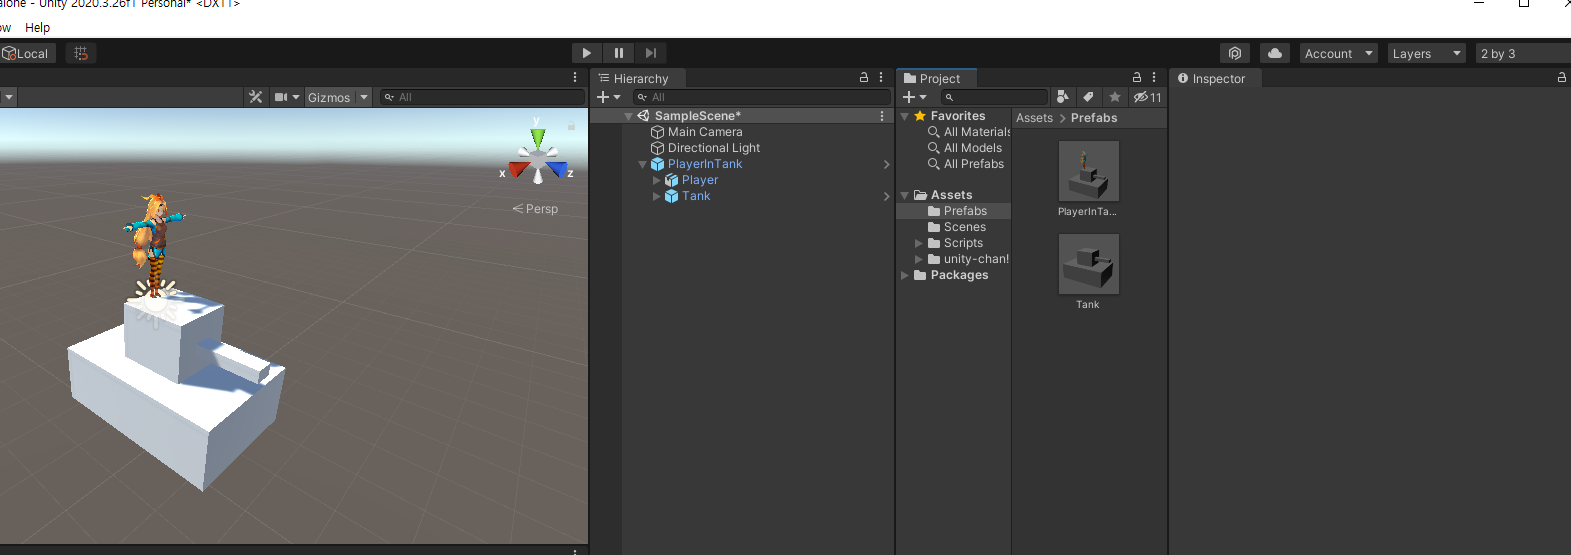 alone - Unity 2020.3.26f1 Personal* <DX11>
ow Help
Local Account Layers 2 by 3
Hierarchy Project Inspector
Gizmos All All 11
SampleScene*
Main Camera
Directional Light
PlayerInTank
Player
Tank
Favorites
All Materials
All Models
All Prefabs
Assets
Prefabs
Scenes
Scripts
unity-chan!
Packages
Assets > Prefabs
PlayerInTa...
Tank
y
x z
< Persp